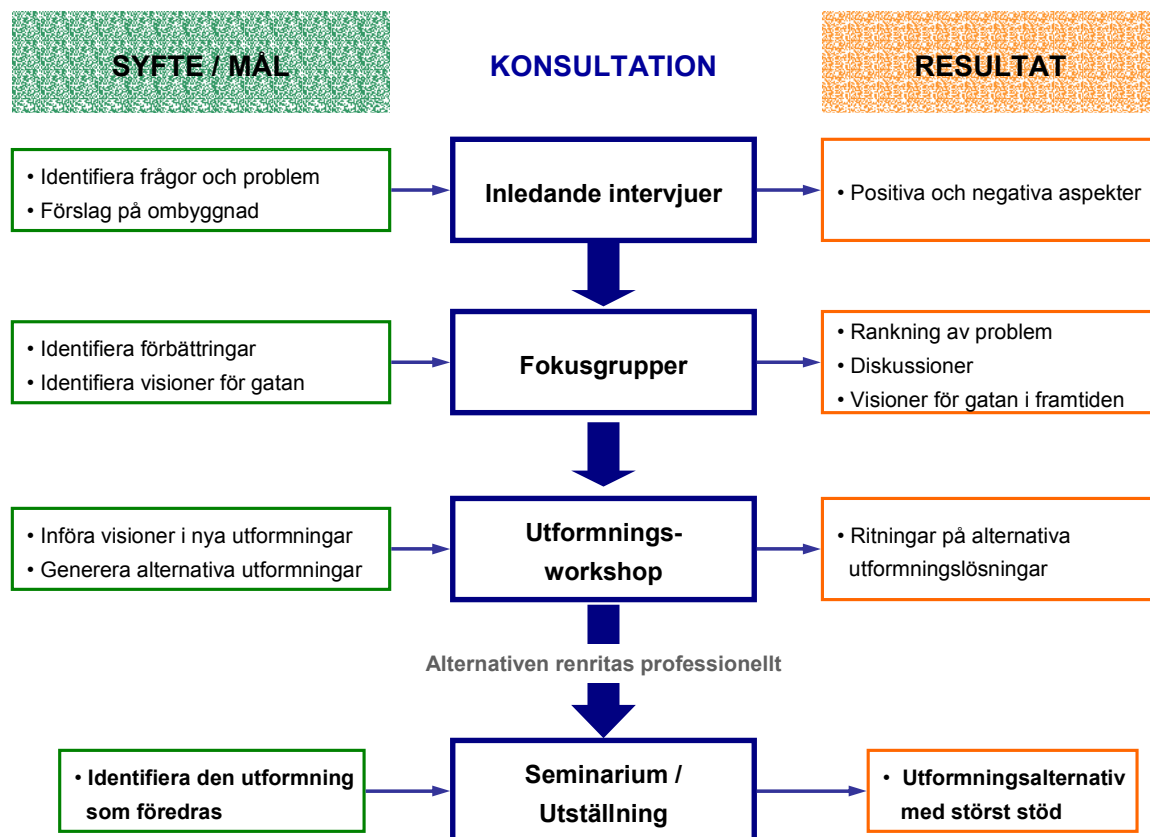 SYFTE / MÅL
KONSULTATION
RESULTAT
• Identifiera frågor och problem
• Förslag på ombyggnad
Inledande intervjuer
• Positiva och negativa aspekter
• Identifiera förbättringar
• Identifiera visioner för gatan
Fokusgrupper
• Rankning av problem
• Diskussioner
• Visioner för gatan i framtiden
• Införa visioner i nya utformningar
• Generera alternativa utformningar
Utformnings-
workshop
• Ritningar på alternativa
utformningslösningar
Alternativen renritas professionellt
• Identifiera den utformning
som föredras
Seminarium /
Utställning
• Utformningsalternativ
med störst stöd